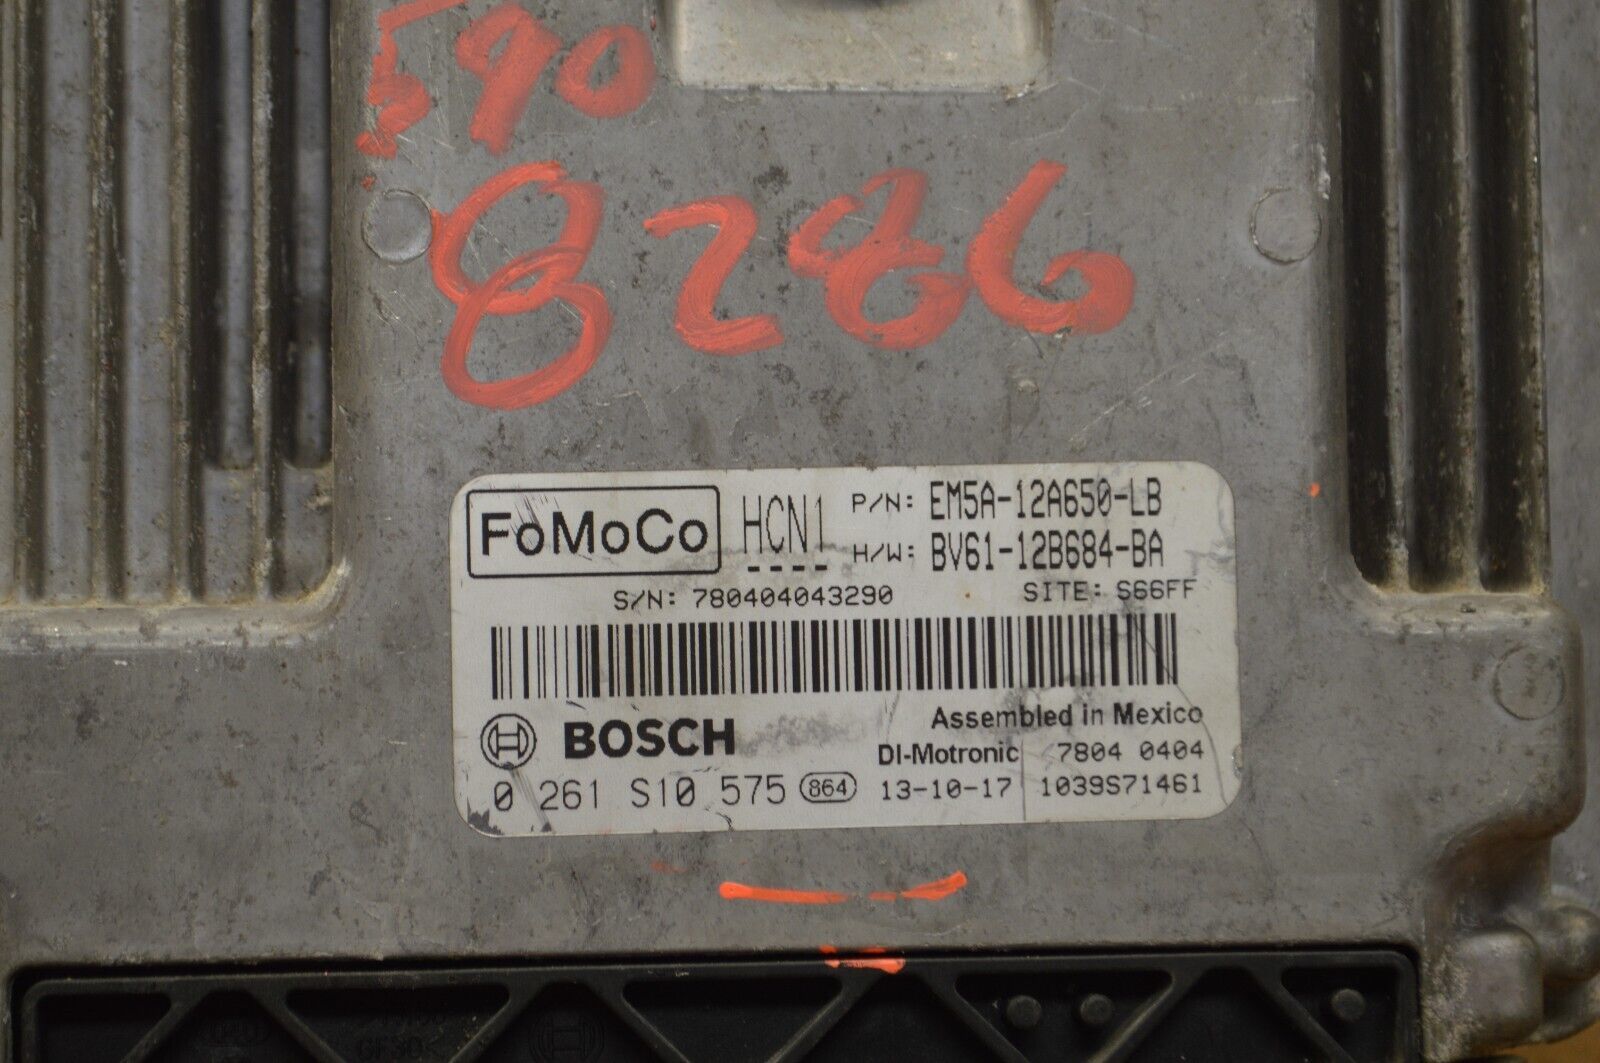 590
8286
FoMoCo HCN1 P/N: EM5A-12A650-LB
H/W: BV61-12B684-BA
S/N: 780404043290 SITE: S66FF
BOSCH
Assembled in Mexico
DI-Motronic 7804 0404
0 261 S10 575 864 13-10-17 1039S71461